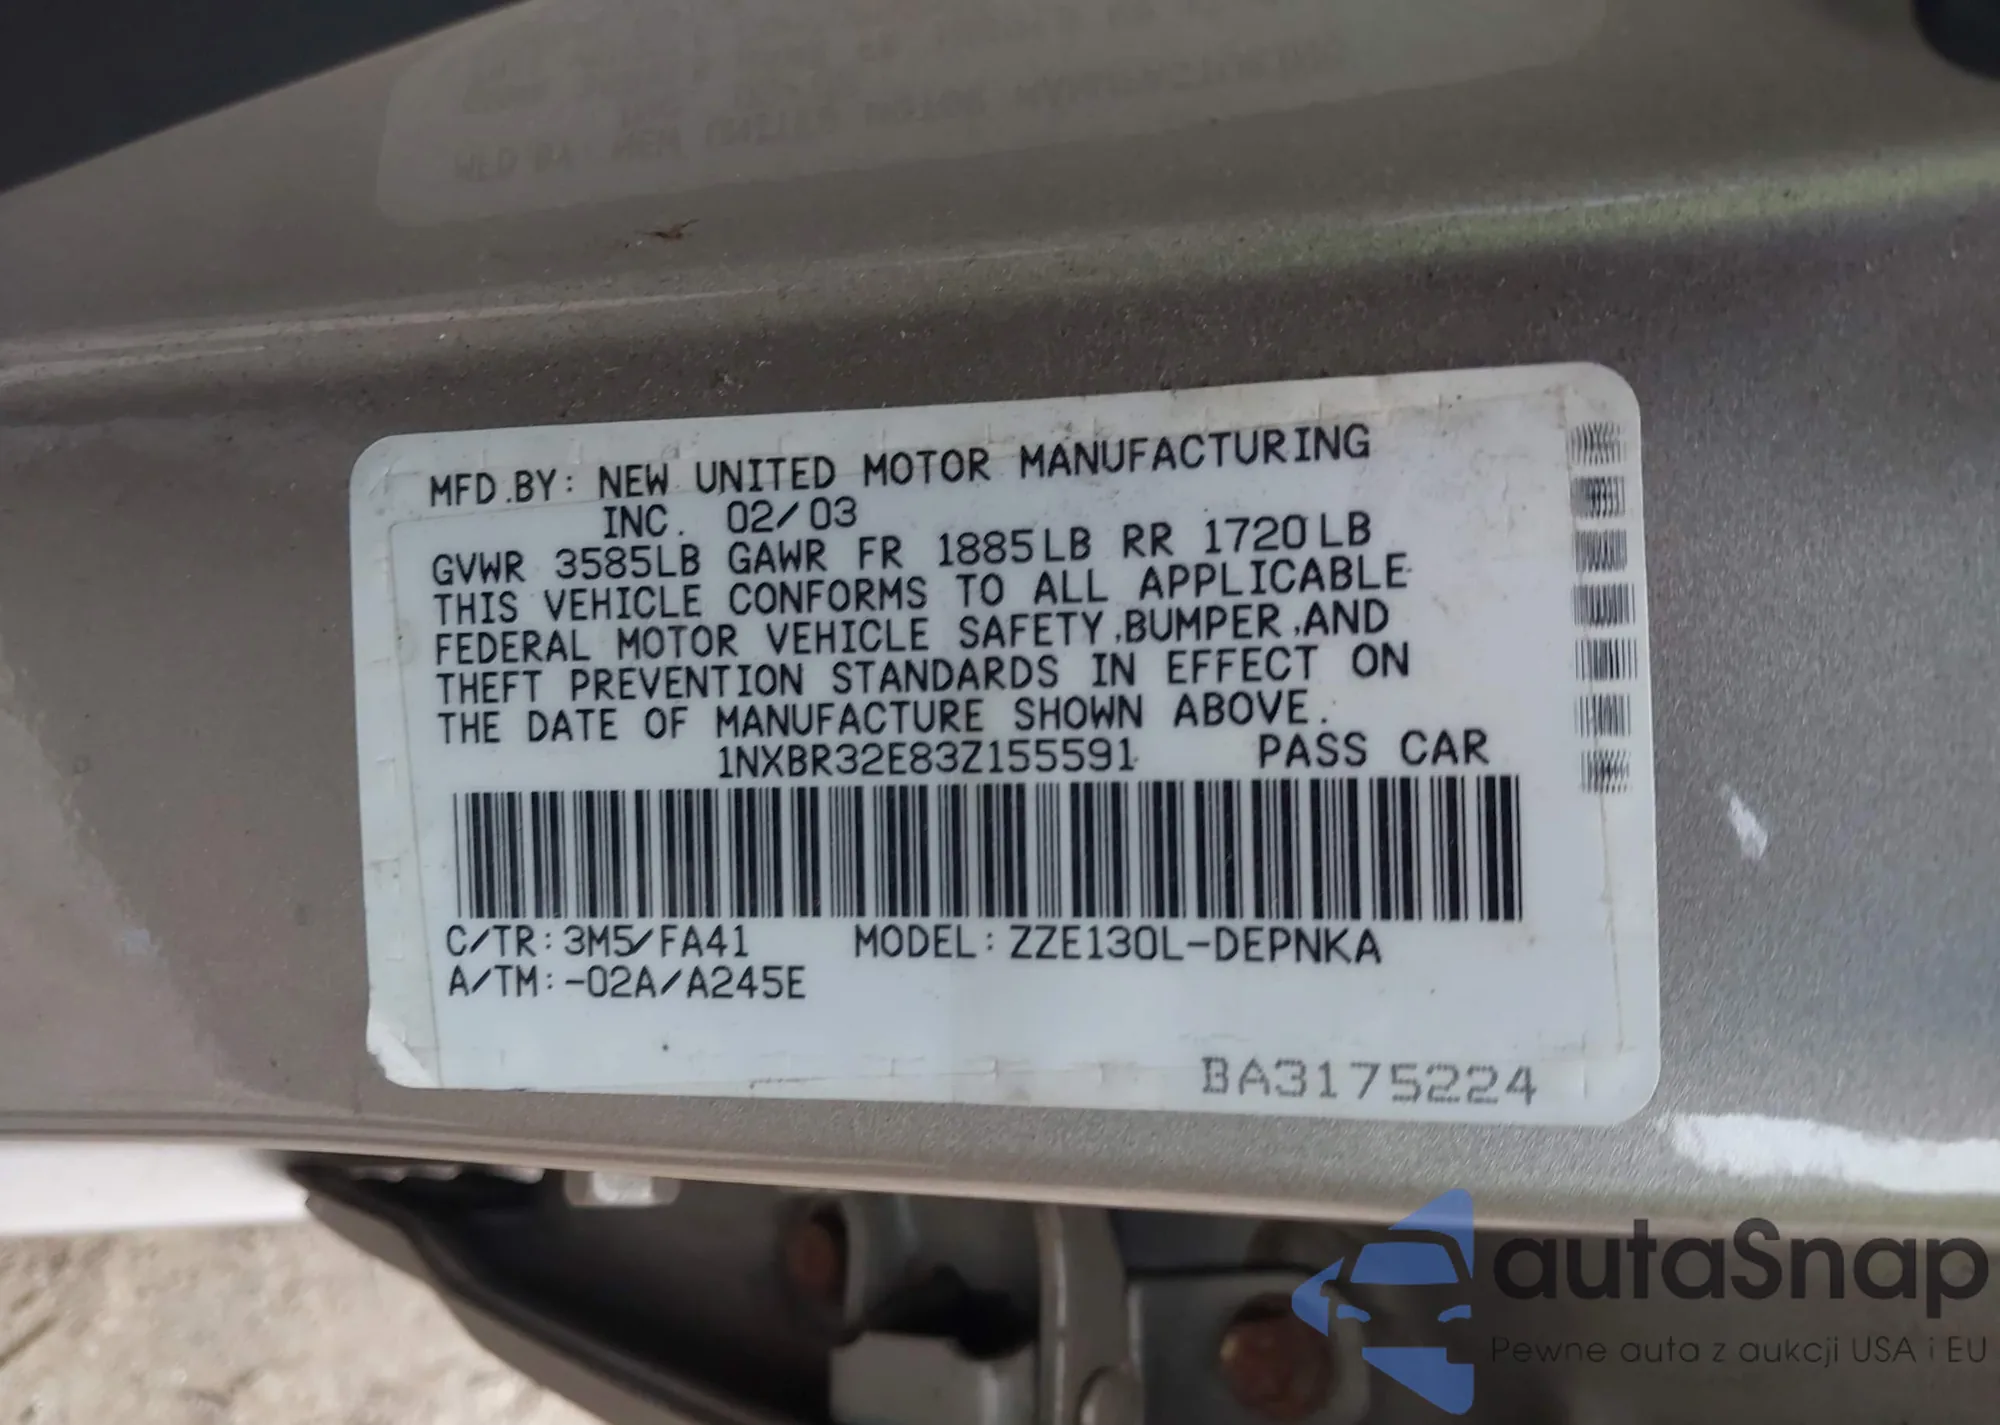 MFD.BY: NEW UNITED MOTOR MANUFACTURING
INC. 02/03
GVWR 3585LB GAWR FR 1885LB RR 1720LB
THIS VEHICLE CONFORMS TO ALL APPLICABLE
FEDERAL MOTOR VEHICLE SAFETY,BUMPER,AND
THEFT PREVENTION STANDARDS IN EFFECT ON
THE DATE OF MANUFACTURE SHOWN ABOVE.
1NXBR32E83Z155591 PASS CAR
C/TR: 3M5/FA41 MODEL: ZZE130L-DEPNKA
A/TM: -02A/A245E
BA3175224
autaSnap
Pewne auta z aukcji USA i EU